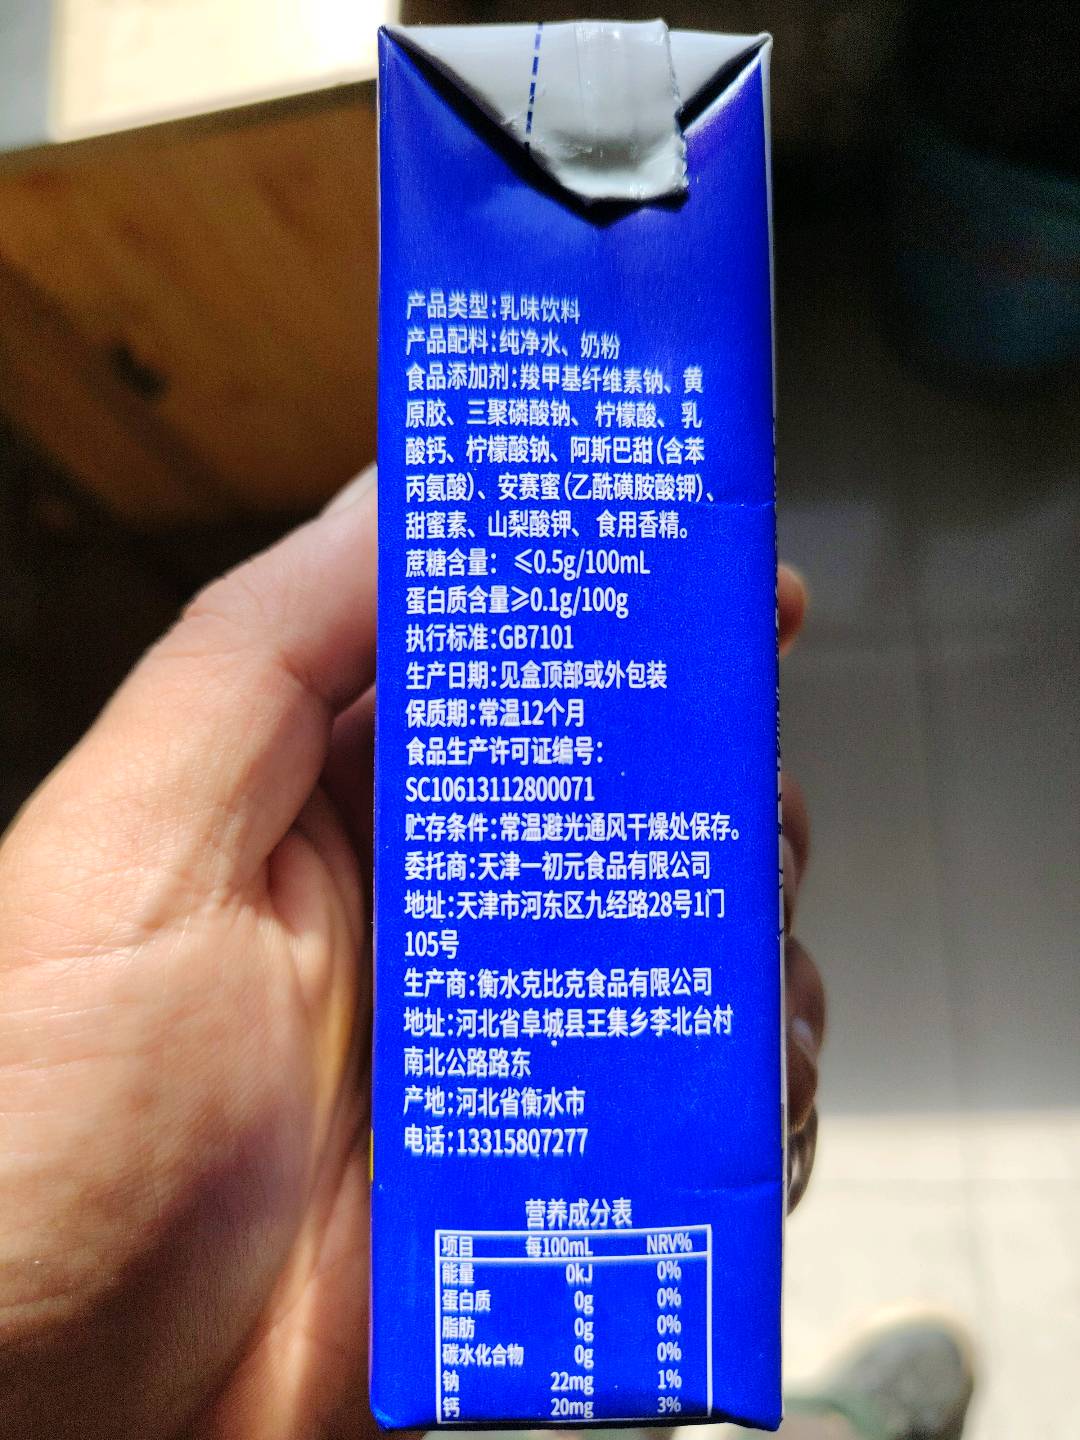 产品类型:乳味饮料
产品配料:纯净水、奶粉
食品添加剂:羧甲基纤维素钠、黄
原胶、三聚磷酸钠、柠檬酸、乳
酸钙、柠檬酸钠、阿斯巴甜(含苯
丙氨酸)、安赛蜜(乙酰磺胺酸钾)、
甜蜜素、山梨酸钾、食用香精。
蔗糖含量: ≤0.5g/100mL
蛋白质含量≥0.1g/100g
执行标准:GB7101
生产日期:见盒顶部或外包装
保质期:常温12个月
食品生产许可证编号:
SC10613112800071
贮存条件:常温避光通风干燥处保存。
委托商:天津一初元食品有限公司
地址:天津市河东区九经路28号1门
105号
生产商:衡水克比克食品有限公司
地址:河北省阜城县王集乡李北台村
南北公路路东
产地:河北省衡水市
电话:13315807277
营养成分表
项目 每100mL NRV%
能量 0kJ 0%
蛋白质 0g 0%
脂肪 0g 0%
碳水化合物 0g 0%
钠 22mg 1%
钙 20mg 3%